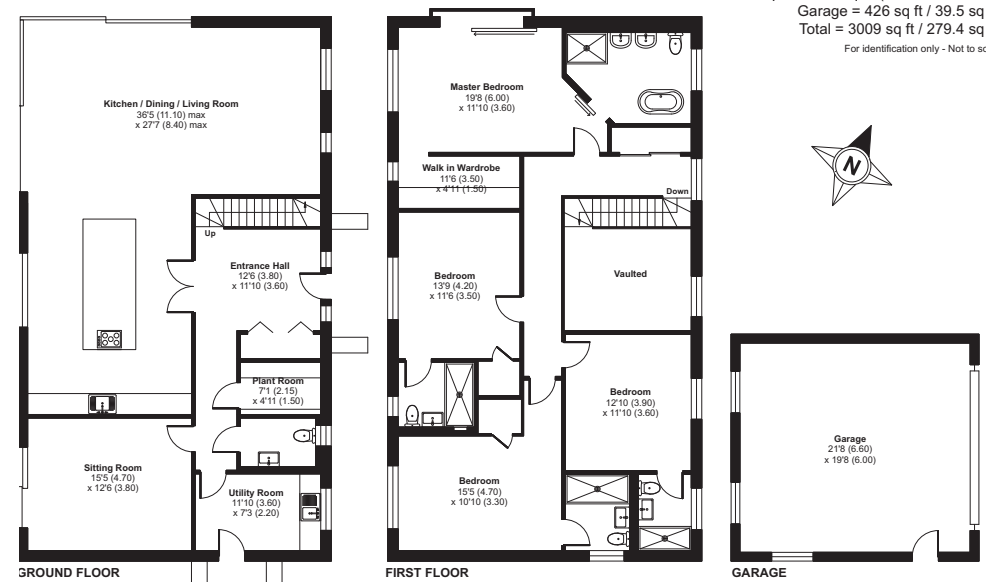 Garage = 426 sq ft / 39.5 sq
Total = 3009 sq ft / 279.4 sq
For identification only - Not to sc
Kitchen / Dining / Living Room
36'5 (11.10) max
x 27'7 (8.40) max
Up
Entrance Hall
12'6 (3.80)
x 11'10 (3.60)
Plant Room
7'1 (2.15)
x 4'11 (1.50)
Sitting Room
15'5 (4.70)
x 12'6 (3.80)
Utility Room
11'10 (3.60)
x 7'3 (2.20)
GROUND FLOOR
Master Bedroom
19'8 (6.00)
x 11'10 (3.60)
Walk in Wardrobe
11'6 (3.50)
x 4'11 (1.50)
Down
Bedroom
13'9 (4.20)
x 11'6 (3.50)
Vaulted
Bedroom
12'10 (3.90)
x 11'10 (3.60)
Bedroom
15'5 (4.70)
x 10'10 (3.30)
FIRST FLOOR
N
Garage
21'8 (6.60)
x 19'8 (6.00)
GARAGE